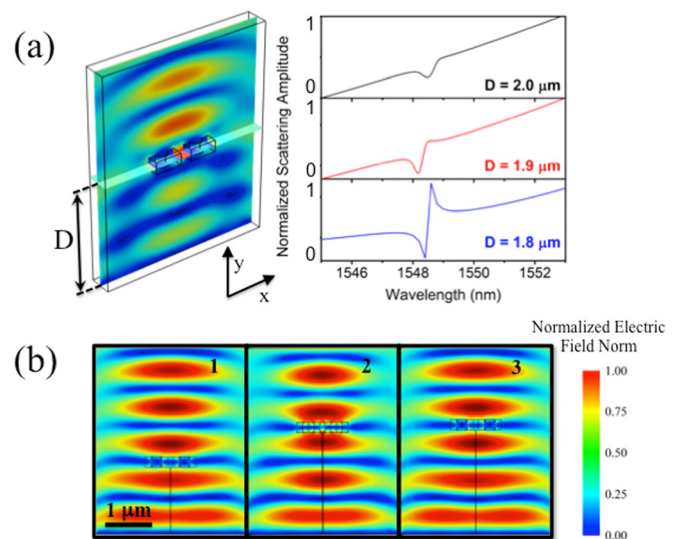 (a)
D
y
x
Normalized Scattering Amplitude
1
0
D = 2.0 μm
1
0
D = 1.9 μm
1
0
D = 1.8 μm
1546 1548 1550 1552
Wavelength (nm)
(b)
1
2
3
1 μm
Normalized Electric
Field Norm
1.00
0.75
0.50
0.25
0.00